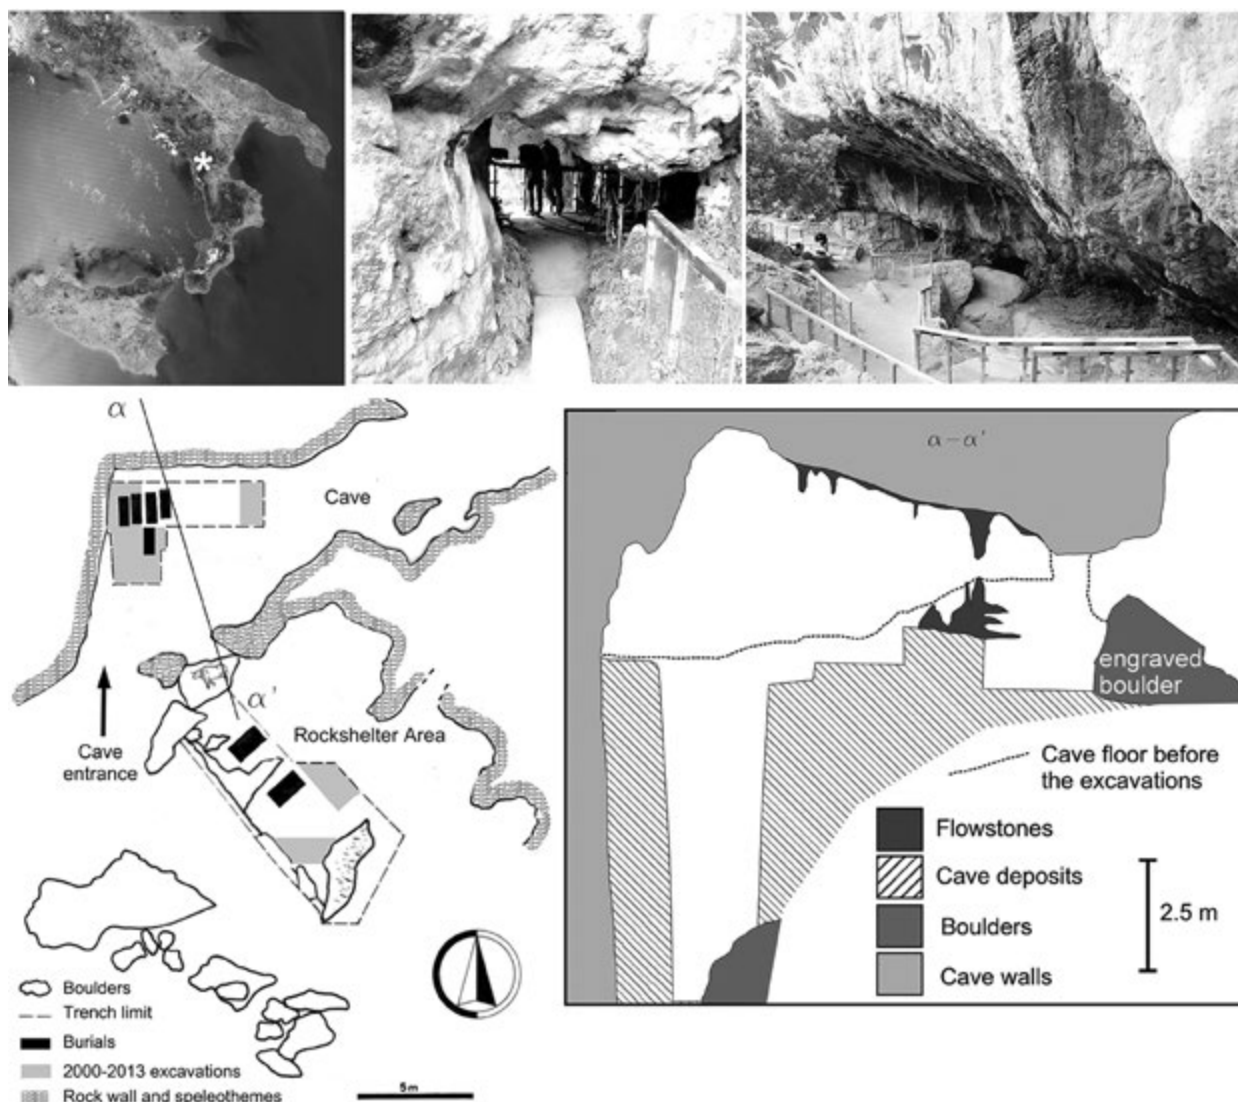 α
Cave
α'
Rockshelter Area
Cave
entrance
Boulders
Trench limit
Burials
2000-2013 excavations
Rock wall and speleothemes
5m
α – α'
engraved
boulder
Cave floor before
the excavations
Flowstones
Cave deposits
Boulders
Cave walls
2.5 m